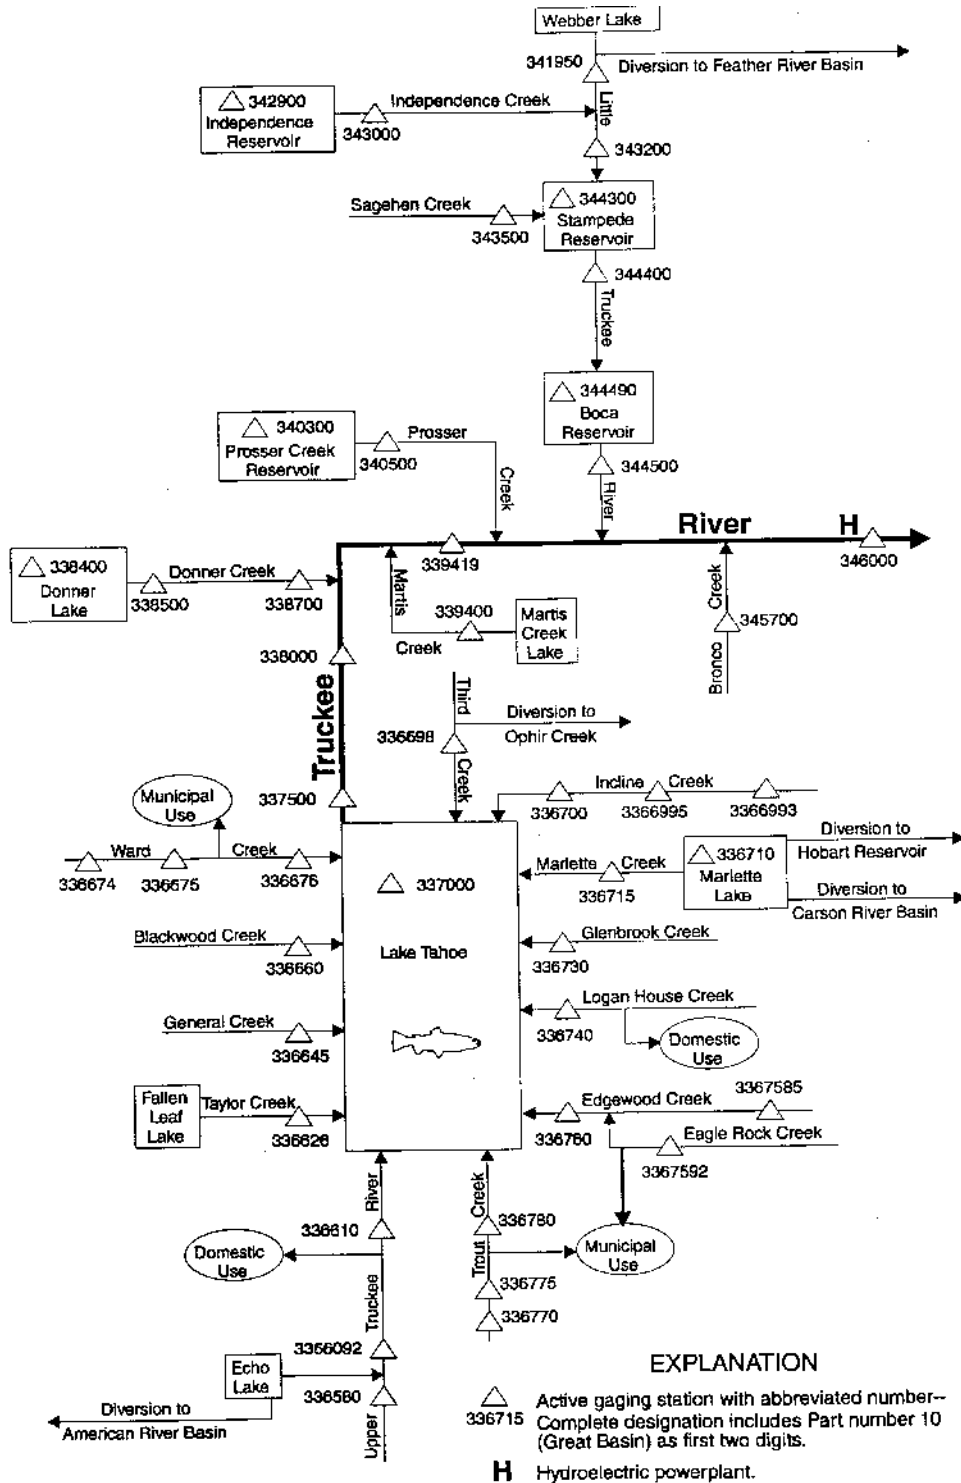 Webber Lake
341950
Diversion to Feather River Basin
Little
342900
Independence
Reservoir
Independence Creek
343000
343200
Sagehen Creek
343500
344300
Stampede
Reservoir
344400
Truckee
344490
Boca
Reservoir
340300
Prosser Creek
Reservoir
Prosser
340500
Creek
344500
River
River
H
346000
339419
338400
Donner
Lake
Donner Creek
338500
338700
Martis
Creek
339400
Martis
Creek
Lake
Creek
345700
Bronco
338000
Truckee
Third
336698
Creek
Diversion to
Ophir Creek
337500
Municipal
Use
Incline Creek
336700
3366995
3366993
Ward Creek
336674
336675
336676
Marlette Creek
336715
336710
Marlette
Lake
Diversion to
Hobart Reservoir
Diversion to
Carson River Basin
337000
Lake Tahoe
Blackwood Creek
336660
Glenbrook Creek
336730
Logan House Creek
336740
Domestic
Use
General Creek
336645
Fallen
Leaf
Lake
Taylor Creek
336626
Edgewood Creek
3367585
336760
Eagle Rock Creek
3367592
River
336610
Domestic
Use
Truckee
Creek
336780
Trout
336775
336770
Municipal
Use
3366092
Echo
Lake
336580
Upper
Diversion to
American River Basin
EXPLANATION
336715
Active gaging station with abbreviated number--
Complete designation includes Part number 10
(Great Basin) as first two digits.
H Hydroelectric powerplant.